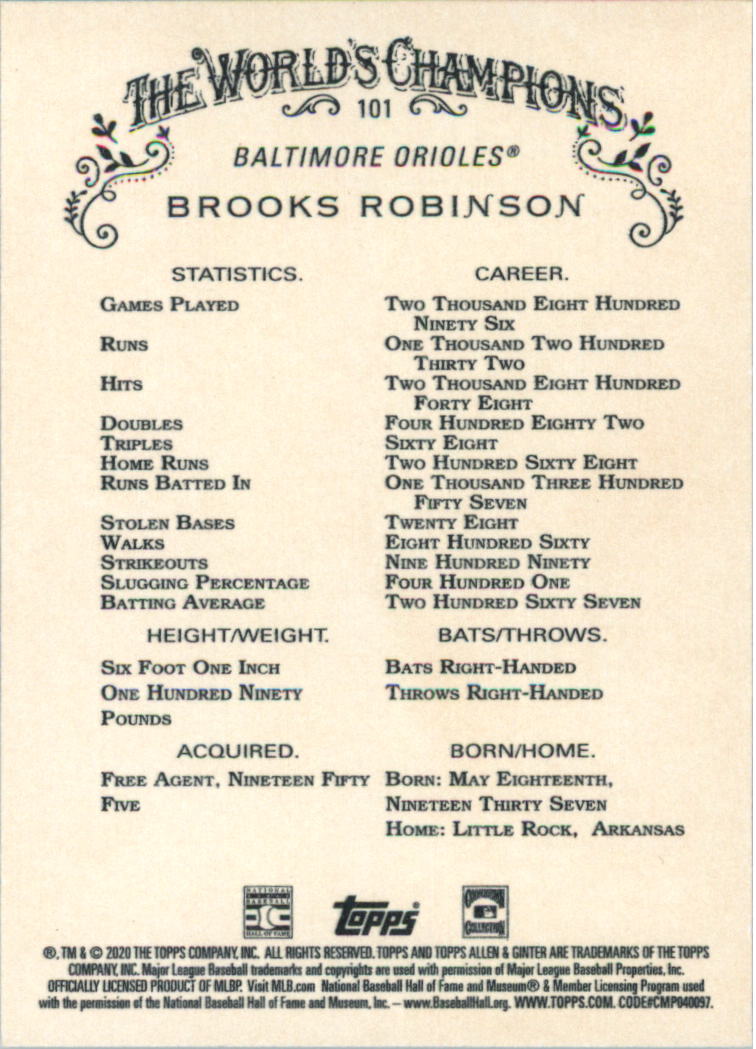 THE WORLD'S CHAMPIONS
101
BALTIMORE ORIOLES®
BROOKS ROBINSON
STATISTICS. CAREER.
GAMES PLAYED TWO THOUSAND EIGHT HUNDRED
NINETY SIX
RUNS ONE THOUSAND TWO HUNDRED
THIRTY TWO
HITS TWO THOUSAND EIGHT HUNDRED
FORTY EIGHT
DOUBLES FOUR HUNDRED EIGHTY TWO
TRIPLES SIXTY EIGHT
HOME RUNS TWO HUNDRED SIXTY EIGHT
RUNS BATTED IN ONE THOUSAND THREE HUNDRED
FIFTY SEVEN
STOLEN BASES TWENTY EIGHT
WALKS EIGHT HUNDRED SIXTY
STRIKEOUTS NINE HUNDRED NINETY
SLUGGING PERCENTAGE FOUR HUNDRED ONE
BATTING AVERAGE TWO HUNDRED SIXTY SEVEN
HEIGHT/WEIGHT. BATS/THROWS.
SIX FOOT ONE INCH BATS RIGHT-HANDED
ONE HUNDRED NINETY THROWS RIGHT-HANDED
POUNDS
ACQUIRED. BORN/HOME.
FREE AGENT, NINETEEN FIFTY BORN: MAY EIGHTEENTH,
FIVE NINETEEN THIRTY SEVEN
HOME: LITTLE ROCK, ARKANSAS
NATIONAL
BASEBALL
HALL OF FAME
topps®
COOPERSTOWN
COLLECTION
®, TM & © 2020 THE TOPPS COMPANY, INC. ALL RIGHTS RESERVED. TOPPS AND TOPPS ALLEN & GINTER ARE TRADEMARKS OF THE TOPPS
COMPANY, INC. Major League Baseball trademarks and copyrights are used with permission of Major League Baseball Properties, Inc.
OFFICIALLY LICENSED PRODUCT OF MLBP. Visit MLB.com National Baseball Hall of Fame and Museum® & Member Licensing Program used
with the permission of the National Baseball Hall of Fame and Museum, Inc. – www.BaseballHall.org. WWW.TOPPS.COM. CODE#CMP040097.